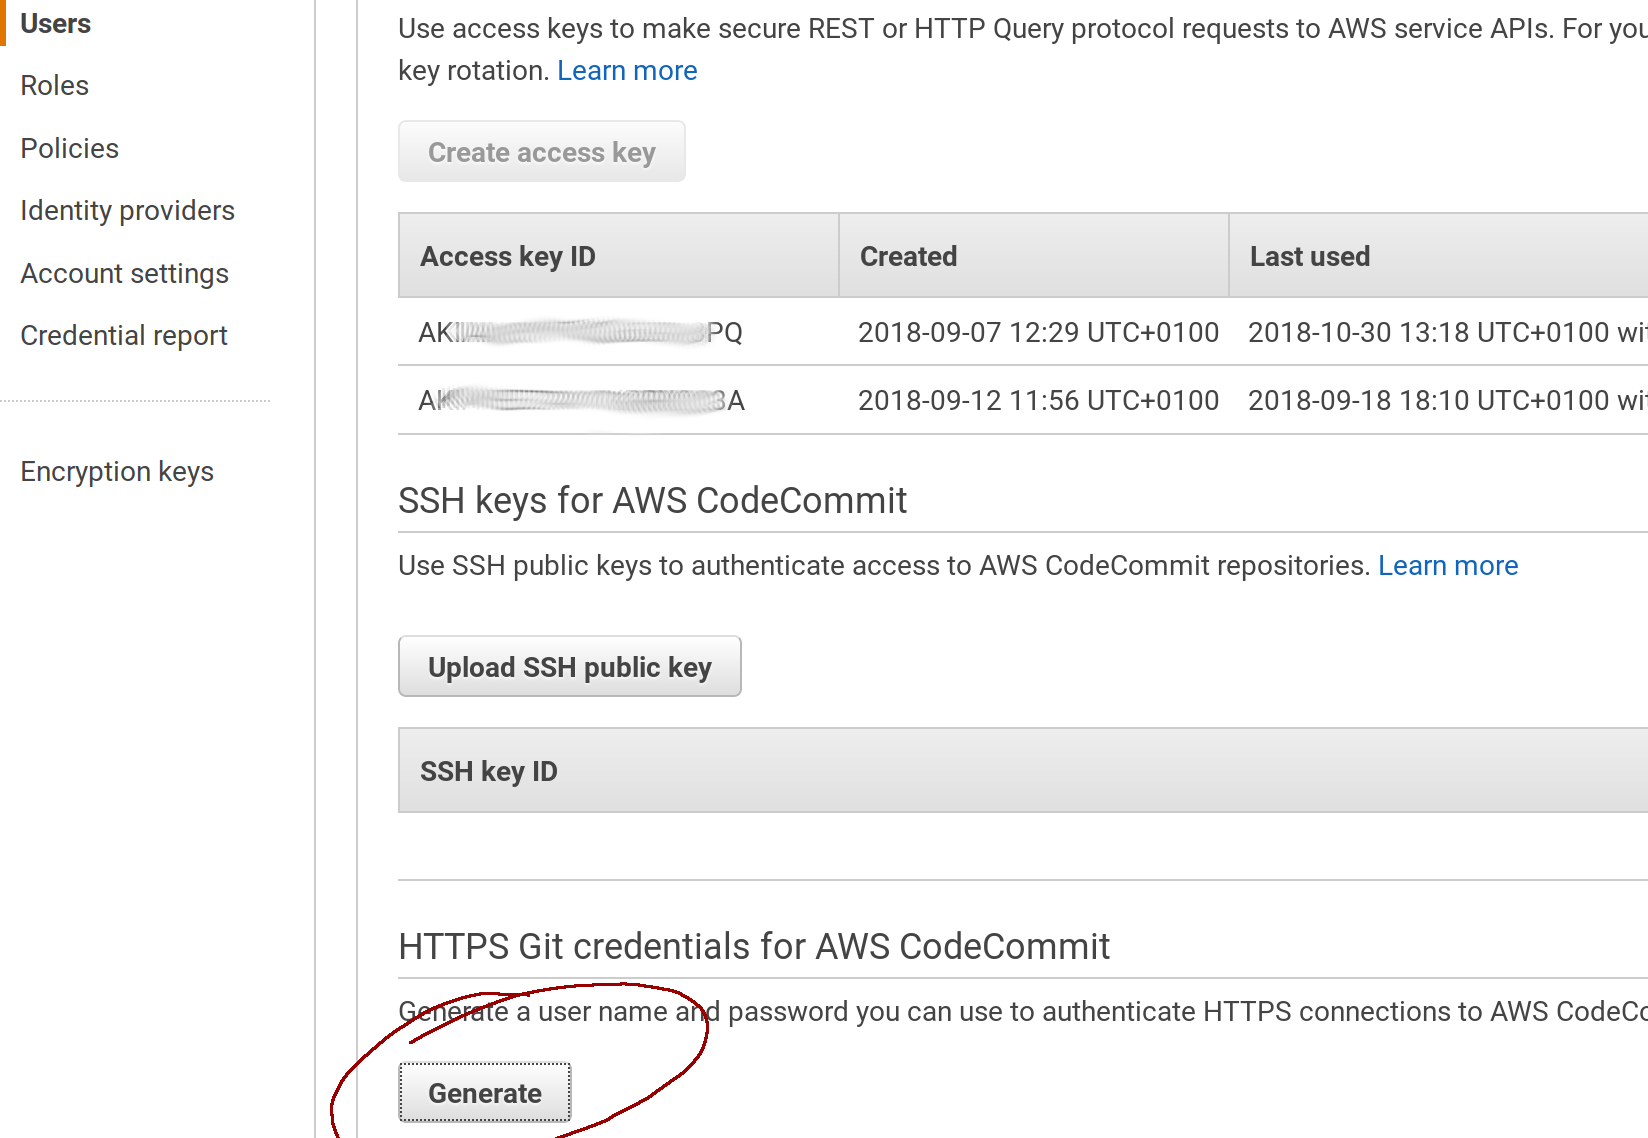 Users
Roles
Policies
Identity providers
Account settings
Credential report
Encryption keys
Use access keys to make secure REST or HTTP Query protocol requests to AWS service APIs. For you
key rotation. Learn more
Create access key
Access key ID Created Last used
AK PQ 2018-09-07 12:29 UTC+0100 2018-10-30 13:18 UTC+0100 wit
AK 3A 2018-09-12 11:56 UTC+0100 2018-09-18 18:10 UTC+0100 wit
SSH keys for AWS CodeCommit
Use SSH public keys to authenticate access to AWS CodeCommit repositories. Learn more
Upload SSH public key
SSH key ID
HTTPS Git credentials for AWS CodeCommit
Generate a user name and password you can use to authenticate HTTPS connections to AWS CodeCo
Generate